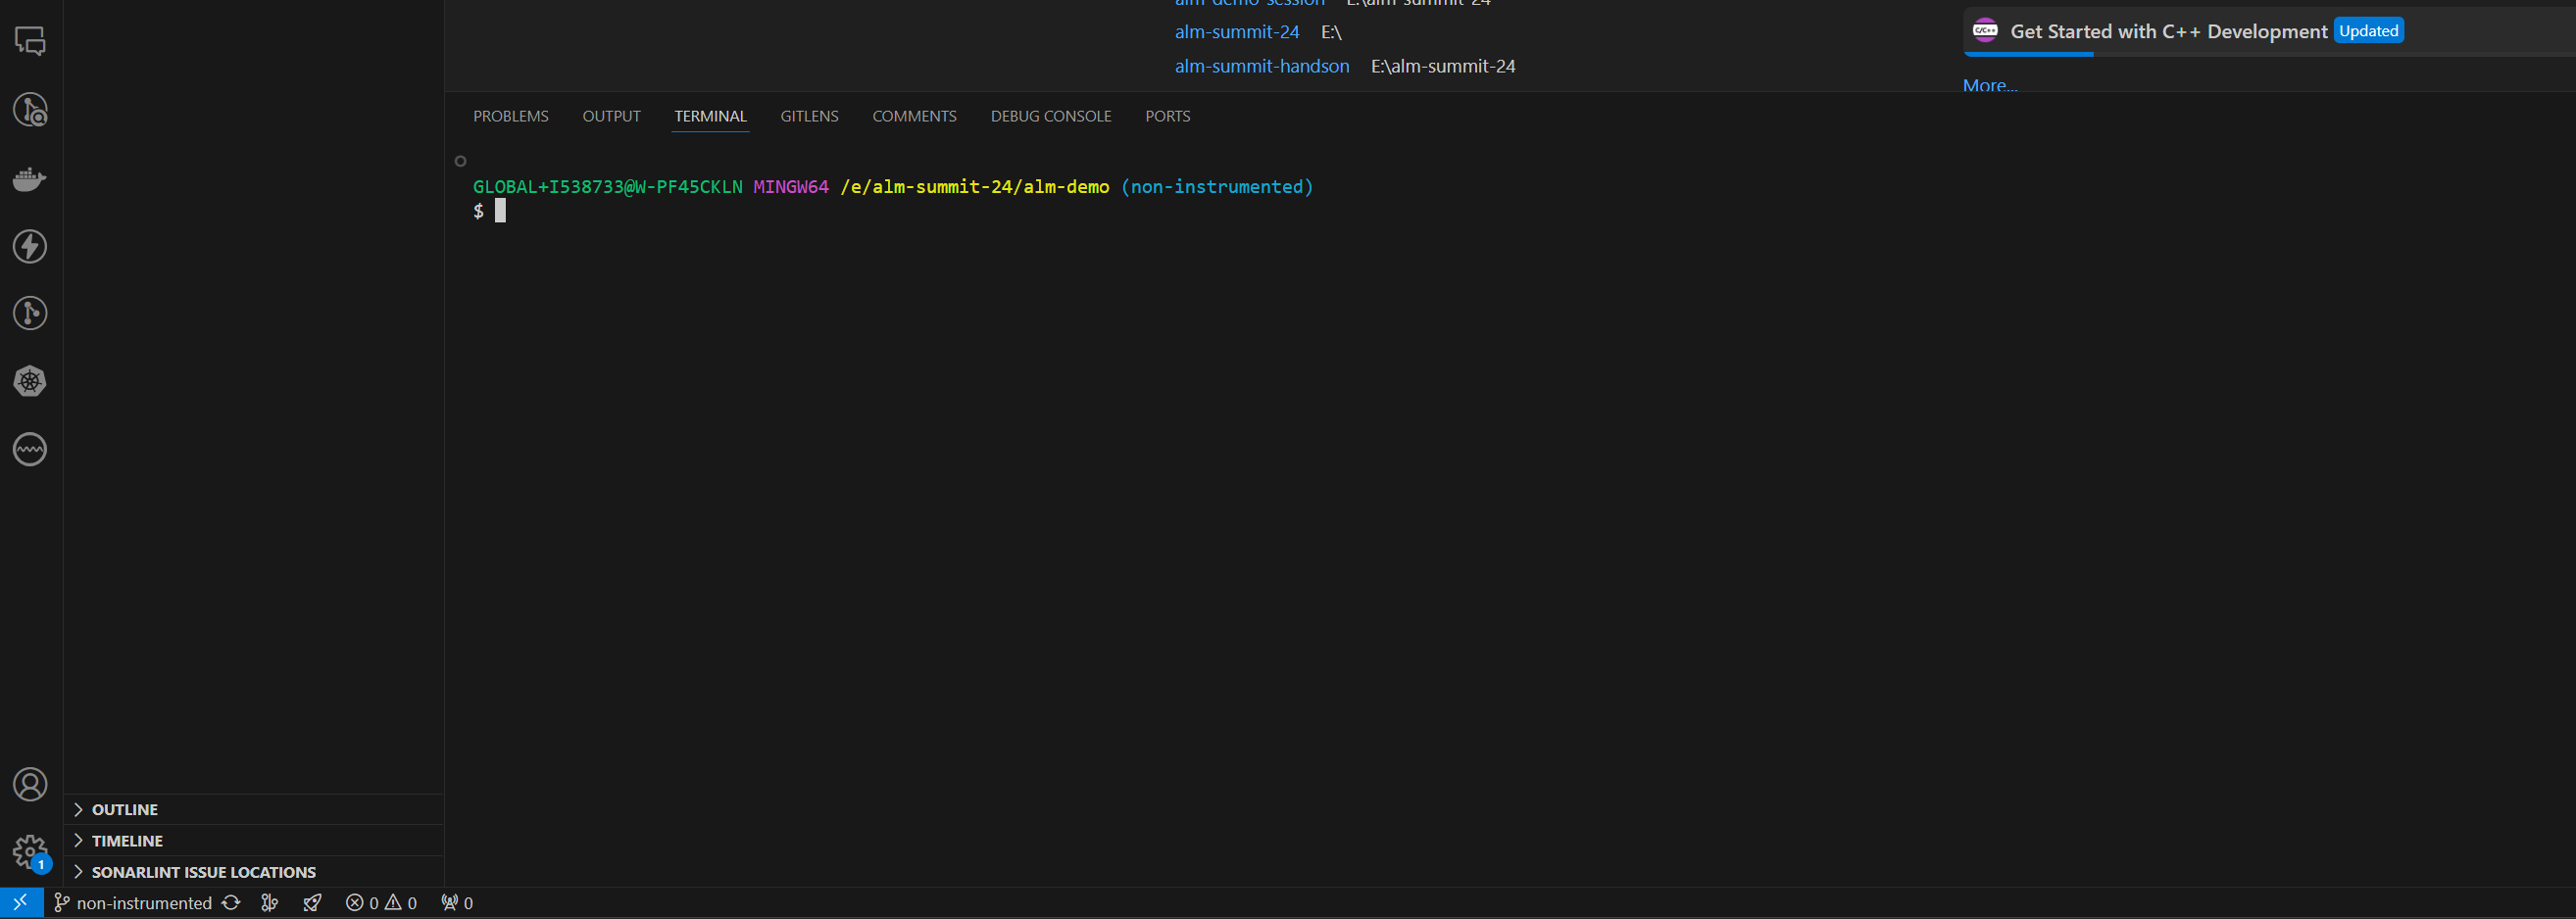 alm-demo-session E:\alm-summit-24
alm-summit-24 E:\
alm-summit-handson E:\alm-summit-24
C/C++ Get Started with C++ Development Updated
More...
PROBLEMS OUTPUT TERMINAL GITLENS COMMENTS DEBUG CONSOLE PORTS
GLOBAL+I538733@W-PF45CKLN MINGW64 /e/alm-summit-24/alm-demo (non-instrumented)
$
OUTLINE
TIMELINE
SONARLINT ISSUE LOCATIONS
1
non-instrumented 0 0 0